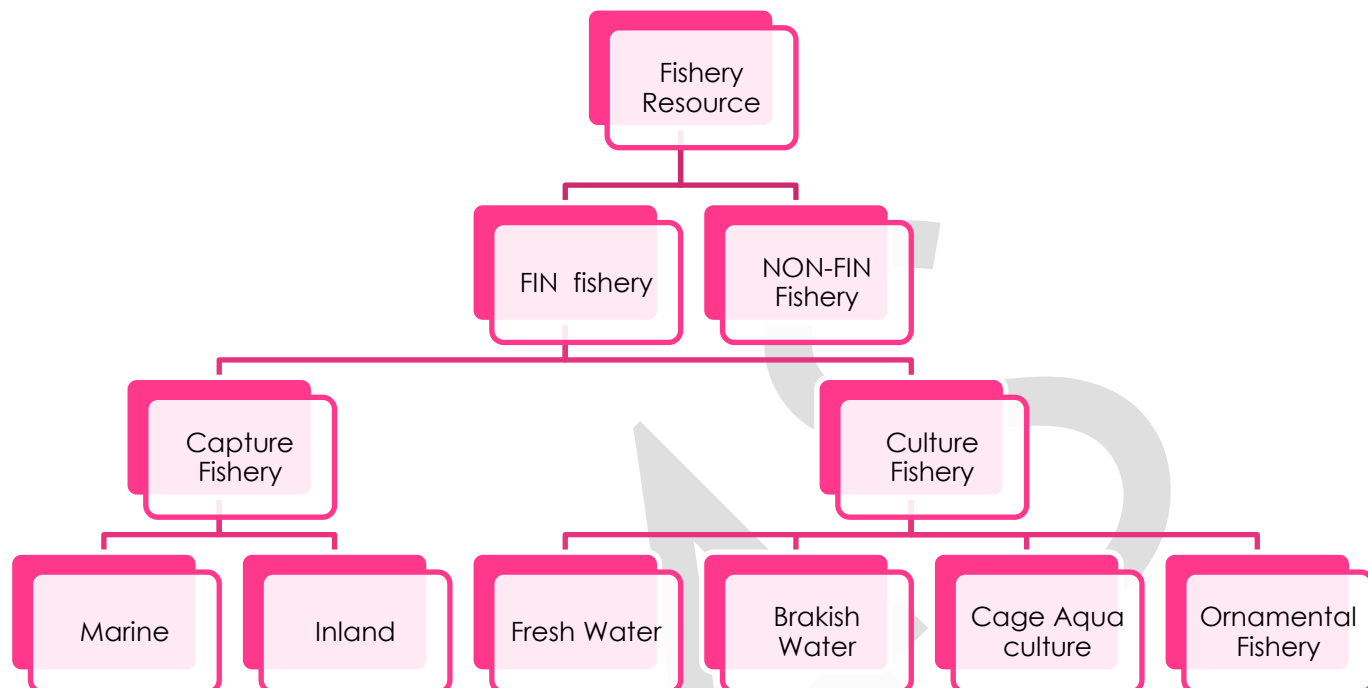 Fishery
Resource
FIN fishery
NON-FIN
Fishery
Capture
Fishery
Culture
Fishery
Marine
Inland
Fresh Water
Brakish
Water
Cage Aqua
culture
Ornamental
Fishery